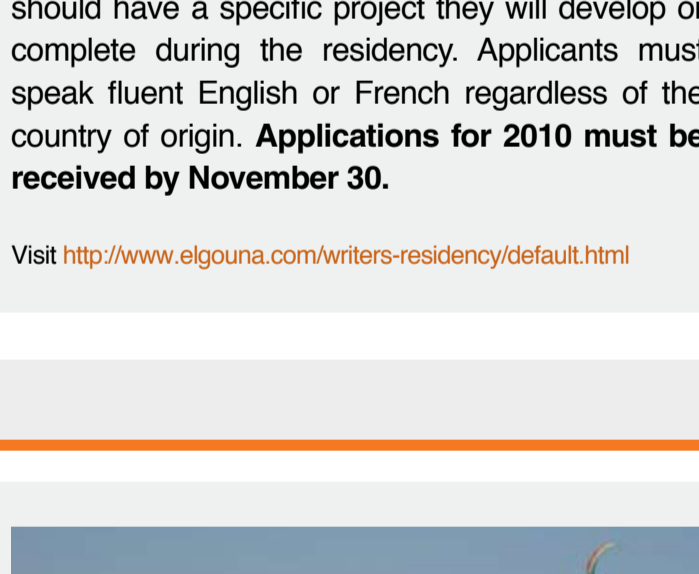 should have a specific project they will develop or
complete during the residency. Applicants must
speak fluent English or French regardless of the
country of origin. Applications for 2010 must be
received by November 30.
Visit http://www.elgouna.com/writers-residency/default.html